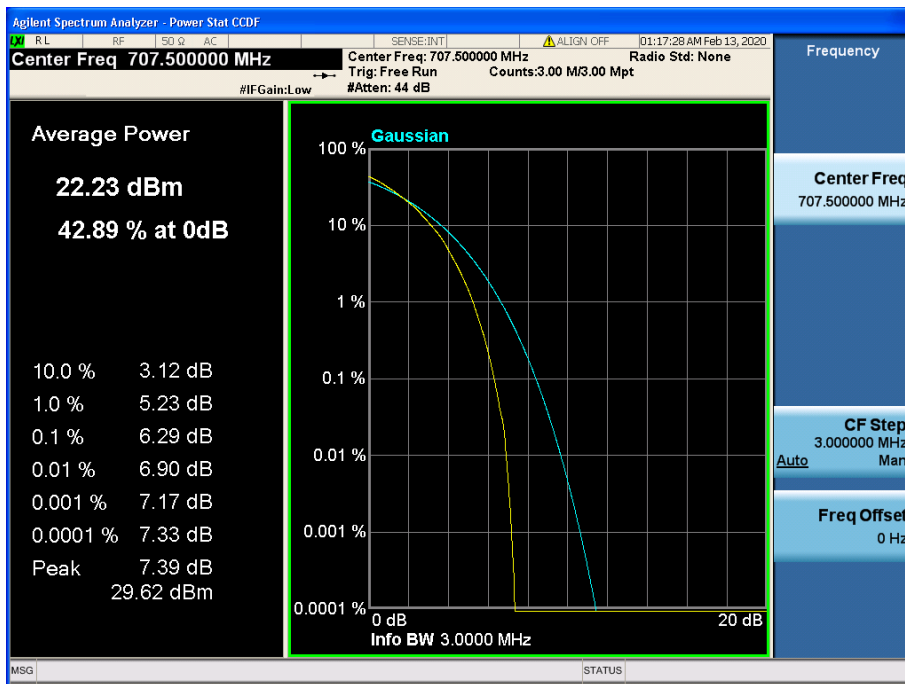 Agilent Spectrum Analyzer - Power Stat CCDF
LXI RL RF 50 Ω AC SENSE:INT ALIGN OFF 01:17:28 AM Feb 13, 2020
Center Freq 707.500000 MHz
Center Freq: 707.500000 MHz Radio Std: None
Trig: Free Run Counts:3.00 M/3.00 Mpt
#IFGain:Low #Atten: 44 dB
Average Power
22.23 dBm
42.89 % at 0dB
10.0 % 3.12 dB
1.0 % 5.23 dB
0.1 % 6.29 dB
0.01 % 6.90 dB
0.001 % 7.17 dB
0.0001 % 7.33 dB
Peak 7.39 dB
29.62 dBm
Gaussian
100 %
10 %
1 %
0.1 %
0.01 %
0.001 %
0.0001 %
0 dB 20 dB
Info BW 3.0000 MHz
Frequency
Center Freq
707.500000 MHz
CF Step
3.000000 MHz
Auto Man
Freq Offset
0 Hz
MSG STATUS